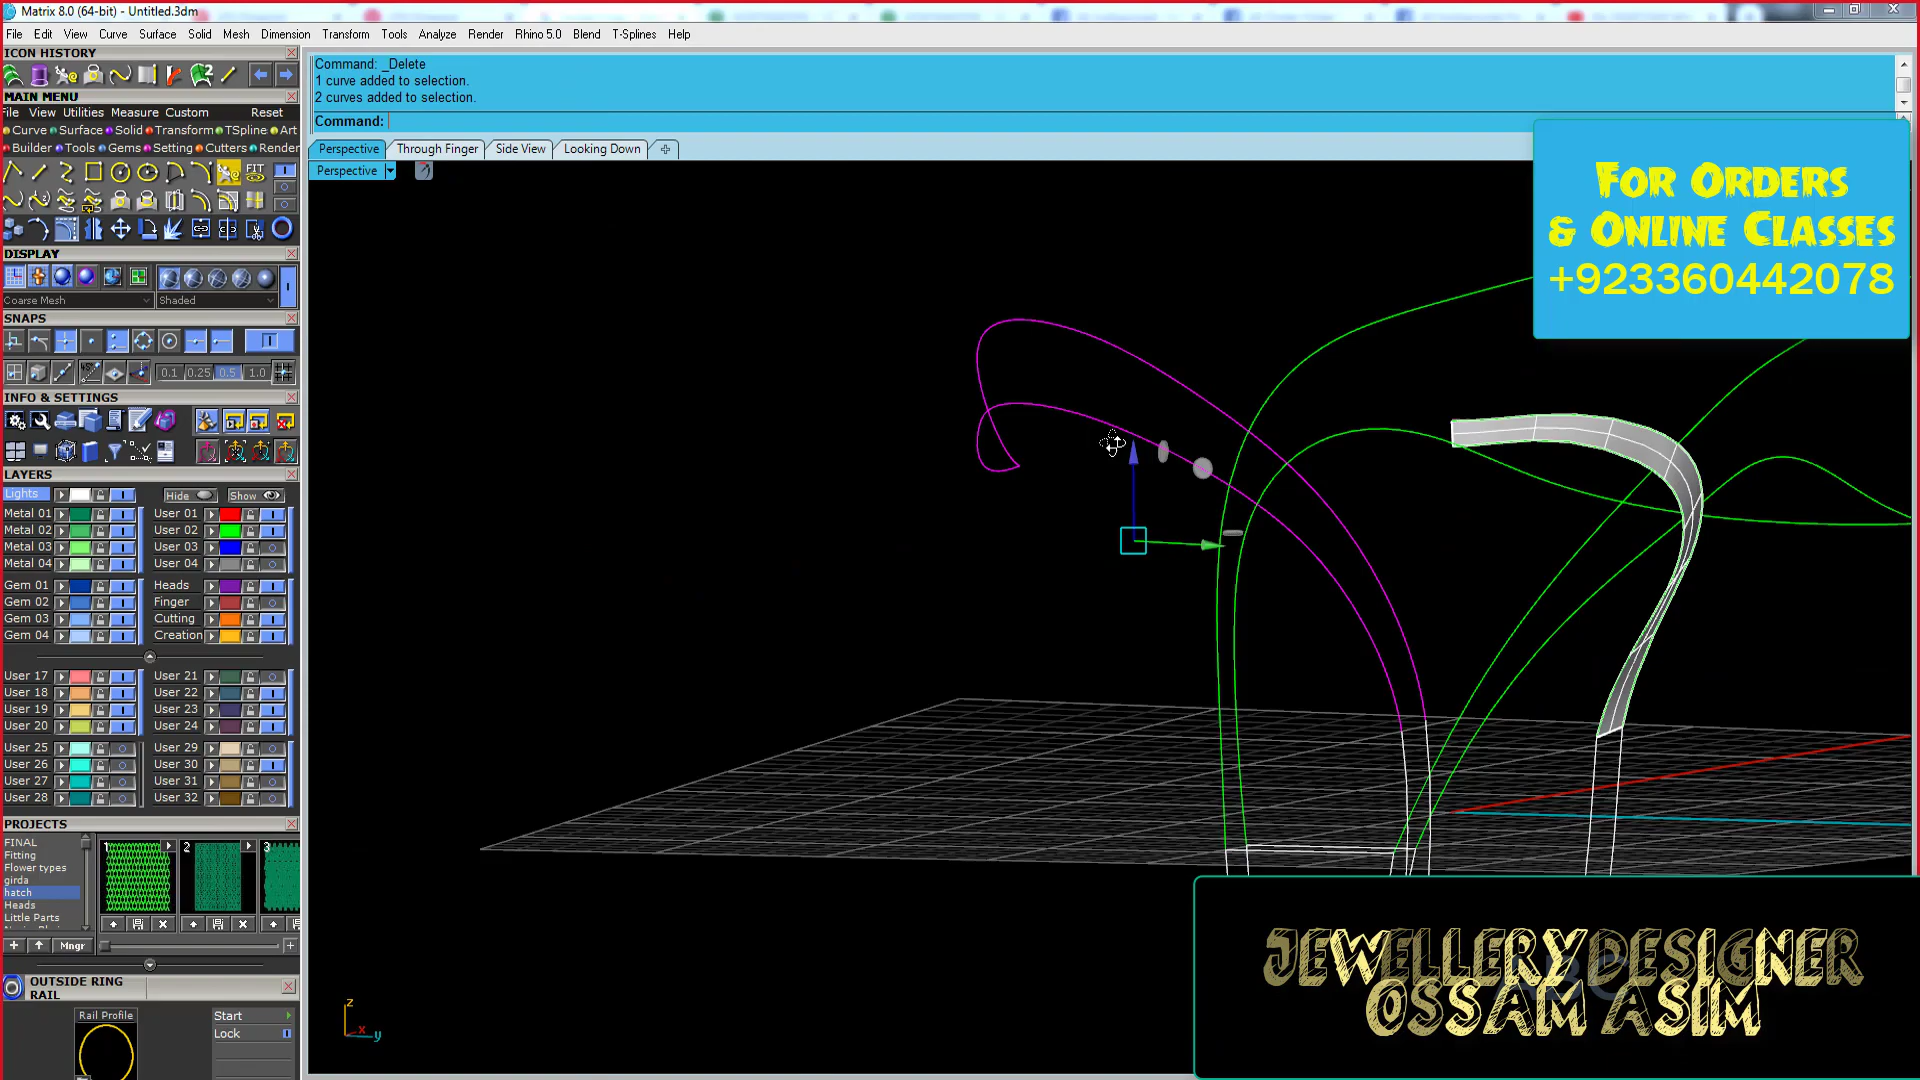 Matrix 8.0 (64-bit) - Untitled.3dm
File Edit View Curve Surface Solid Mesh Dimension Transform Tools Analyze Render Rhino 5.0 Blend T-Splines Help
ICON HISTORY
MAIN MENU
File View Utilities Measure Custom Reset
Curve Surface Solid Transform TSpline Art
Builder Tools Gems Setting Cutters Render
FIT
DISPLAY
Coarse Mesh Shaded
SNAPS
0.1 0.25 0.5 1.0
INFO & SETTINGS
LAYERS
Lights Hide Show
Metal 01 User 01
Metal 02 User 02
Metal 03 User 03
Metal 04 User 04
Gem 01 Heads
Gem 02 Finger
Gem 03 Cutting
Gem 04 Creation
User 17 User 21
User 18 User 22
User 19 User 23
User 20 User 24
User 25 User 29
User 26 User 30
User 27 User 31
User 28 User 32
PROJECTS
FINAL
Fitting
Flower types
girda
hatch
Heads
Little Parts
1 2 3
Mngr
OUTSIDE RING
RAIL
Rail Profile
Start
Lock
Command: _Delete
1 curve added to selection.
2 curves added to selection.
Command:
Perspective Through Finger Side View Looking Down
Perspective
z
x
y
For Orders
& Online Classes
+923360442078
JEWELLERY DESIGNER
OSSAM ASIM